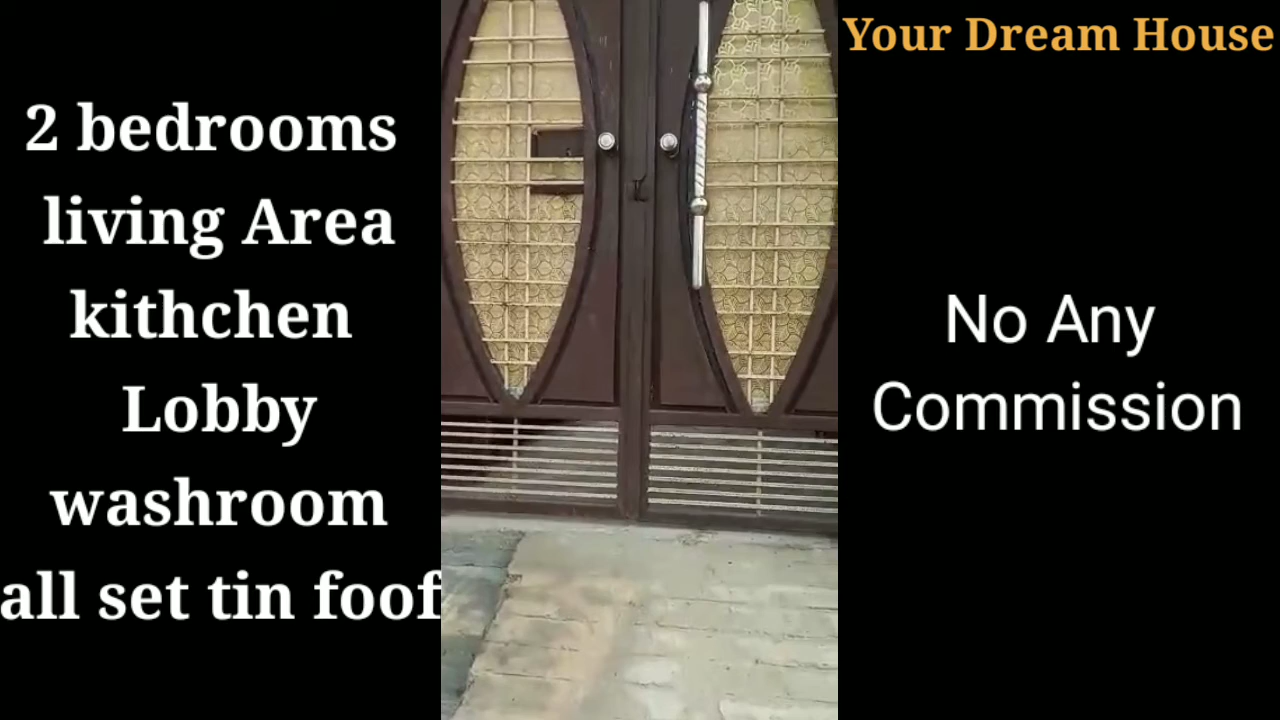 2 bedrooms
living Area
kithchen
Lobby
washroom
all set tin foof
Your Dream House
No Any
Commission